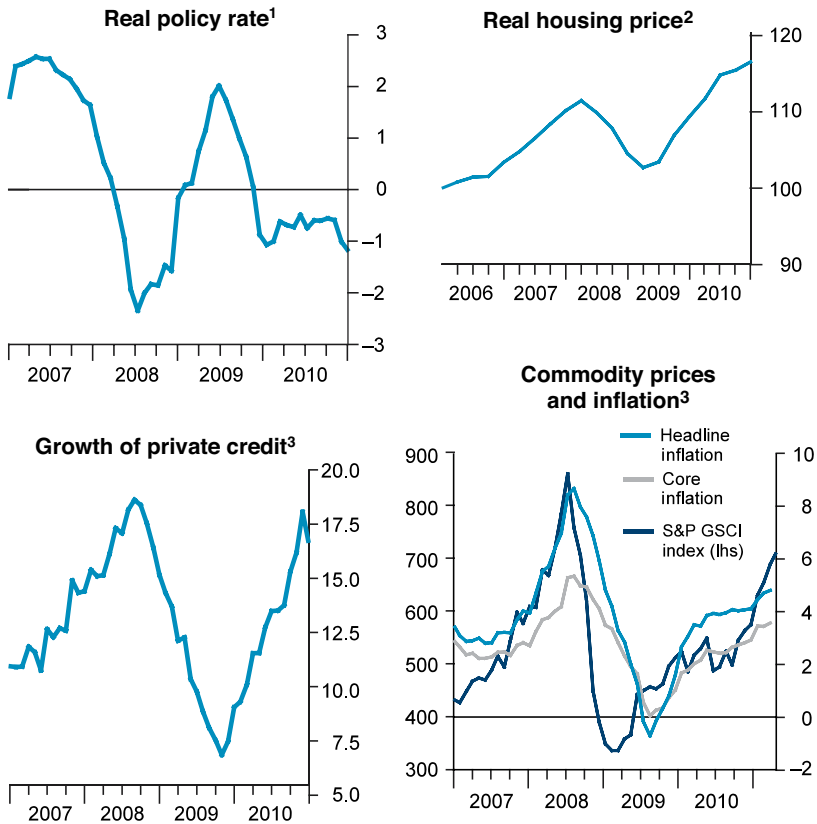 Real policy rate1
3
2
1
0
–1
–2
–3
2007 2008 2009 2010
Real housing price2
120
110
100
90
2006 2007 2008 2009 2010
Growth of private credit3
20.0
17.5
15.0
12.5
10.0
7.5
5.0
2007 2008 2009 2010
Commodity prices
and inflation3
Headline
inflation
Core
inflation
S&P GSCI
index (lhs)
900 10
800 8
700 6
600 4
500 2
400 0
300 –2
2007 2008 2009 2010